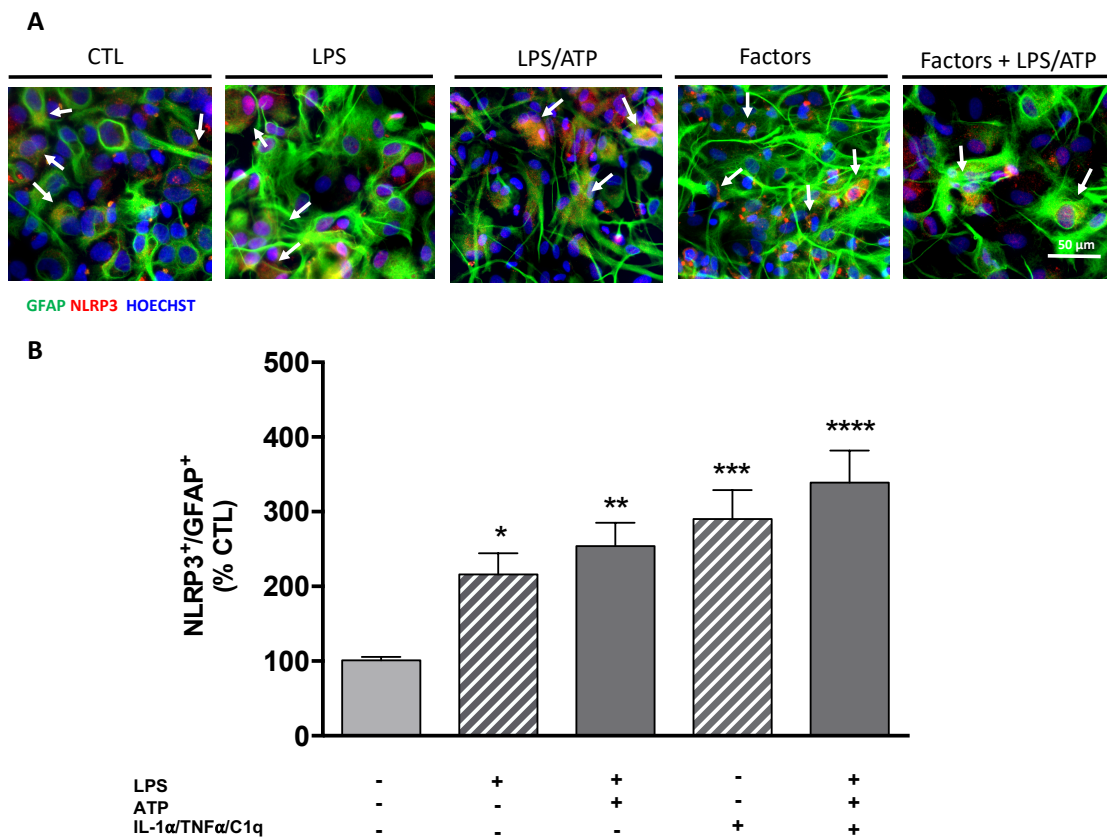 A
CTL LPS LPS/ATP Factors Factors + LPS/ATP
50 μm
GFAP NLRP3 HOECHST
B
NLRP3+/GFAP+
(% CTL)
500
400
300
200
100
0
* ** *** ****
LPS - + + - +
ATP - - + - +
IL-1α/TNFα/C1q - - - + +